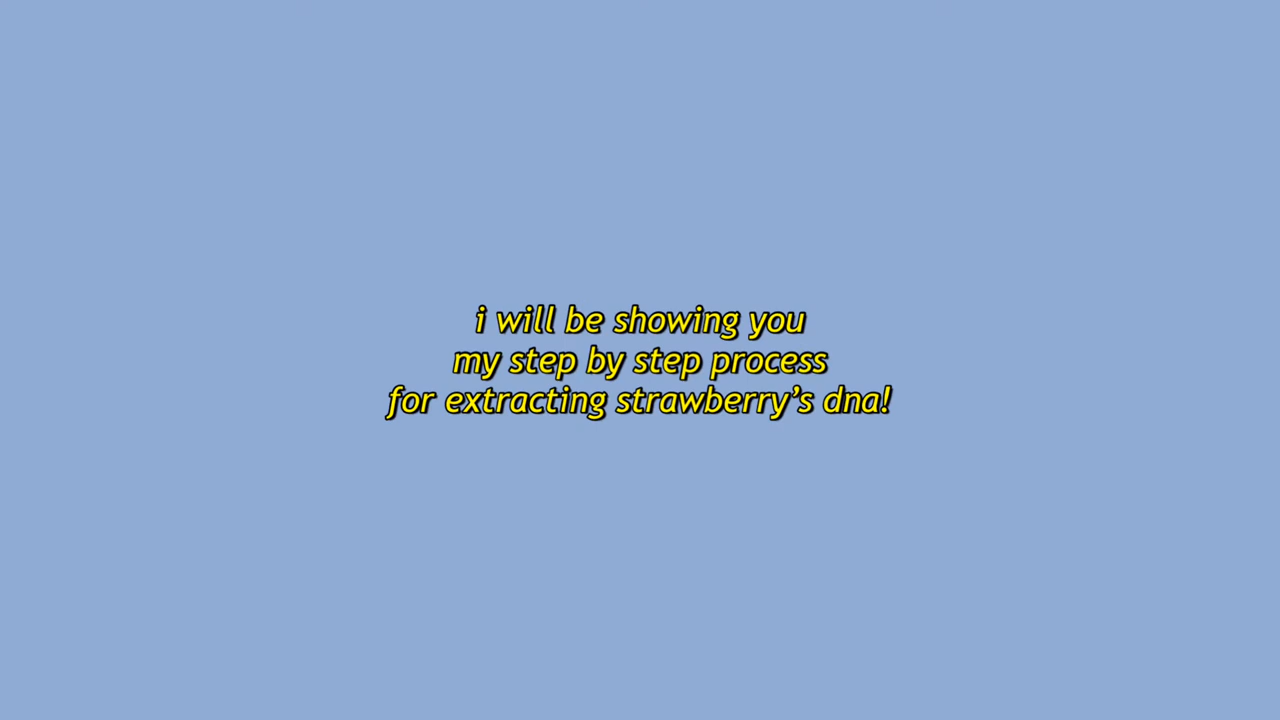 i will be showing you
my step by step process
for extracting strawberry’s dna!